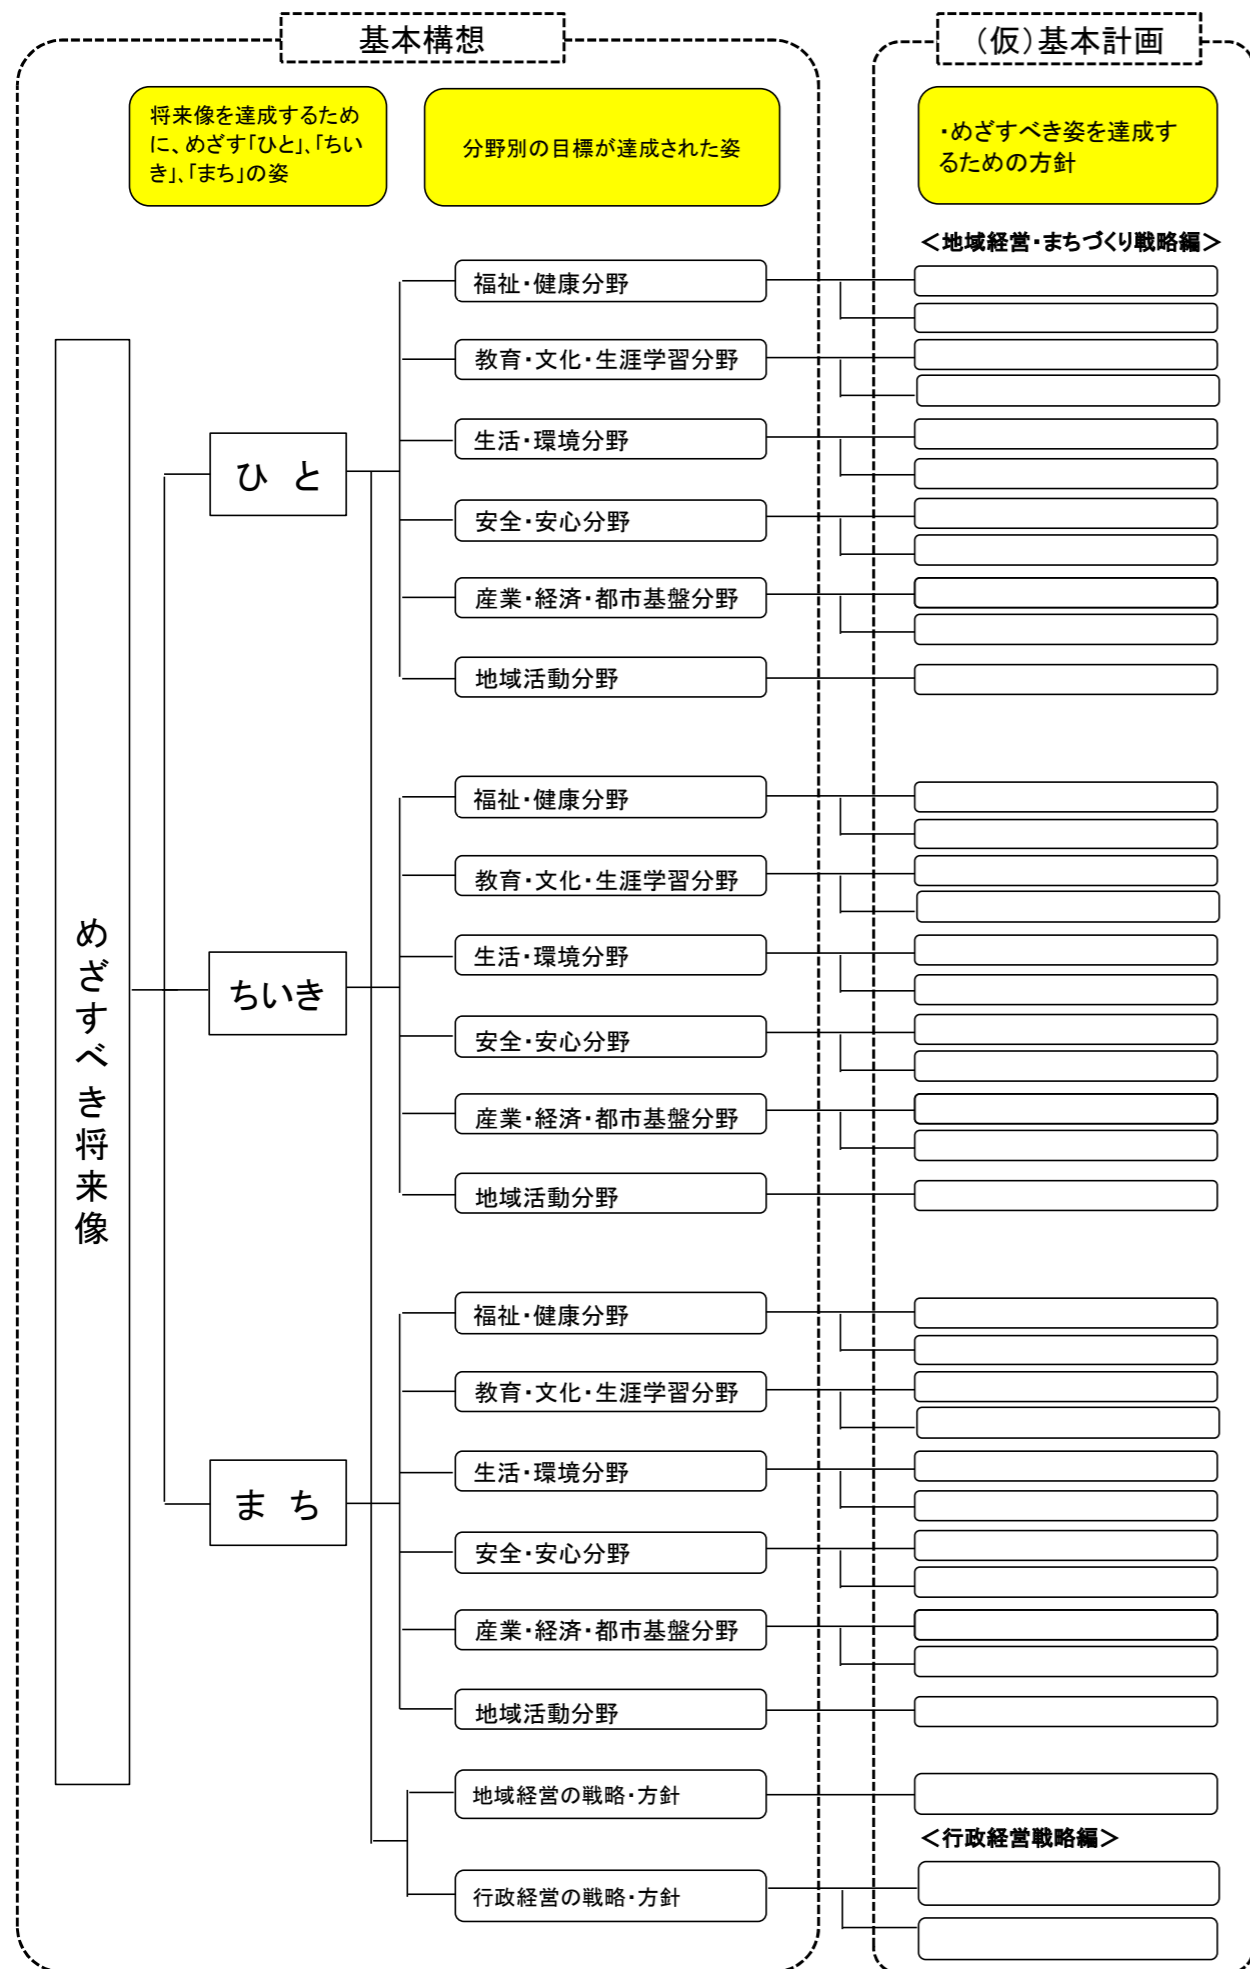 基本構想
(仮)基本計画
将来像を達成するため
に、めざす「ひと」、「ちい
き」、「まち」の姿
分野別の目標が達成された姿
・めざすべき姿を達成す
るための方針
<地域経営・まちづくり戦略編>
めざすべき将来像
ひ と
福祉・健康分野
教育・文化・生涯学習分野
生活・環境分野
安全・安心分野
産業・経済・都市基盤分野
地域活動分野
ちいき
福祉・健康分野
教育・文化・生涯学習分野
生活・環境分野
安全・安心分野
産業・経済・都市基盤分野
地域活動分野
ま ち
福祉・健康分野
教育・文化・生涯学習分野
生活・環境分野
安全・安心分野
産業・経済・都市基盤分野
地域活動分野
地域経営の戦略・方針
<行政経営戦略編>
行政経営の戦略・方針